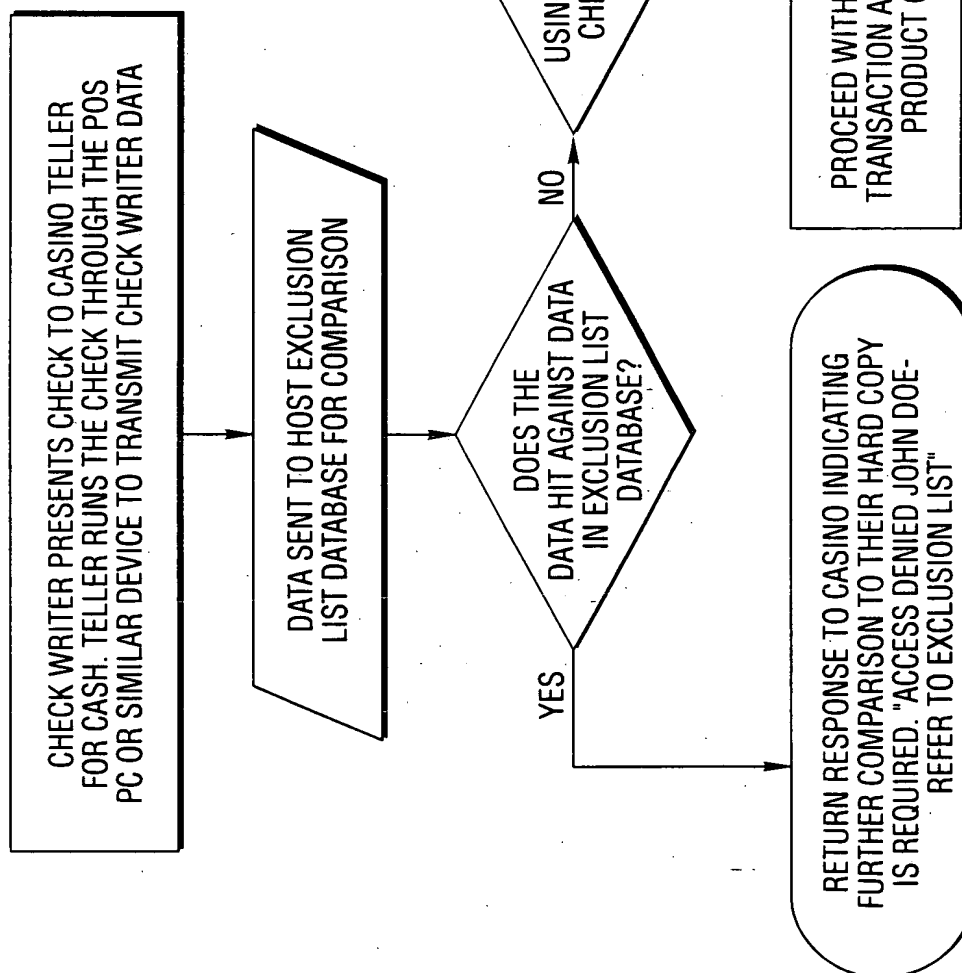 CHECK WRITER PRESENTS CHECK TO CASINO TELLER
FOR CASH. TELLER RUNS THE CHECK THROUGH THE POS
PC OR SIMILAR DEVICE TO TRANSMIT CHECK WRITER DATA
DATA SENT TO HOST EXCLUSION
LIST DATABASE FOR COMPARISON
DOES THE
DATA HIT AGAINST DATA
IN EXCLUSION LIST
DATABASE?
YES
NO
USIN
CHE
RETURN RESPONSE TO CASINO INDICATING
FURTHER COMPARISON TO THEIR HARD COPY
IS REQUIRED. "ACCESS DENIED JOHN DOE-
REFER TO EXCLUSION LIST"
PROCEED WITH
TRANSACTION A
PRODUCT